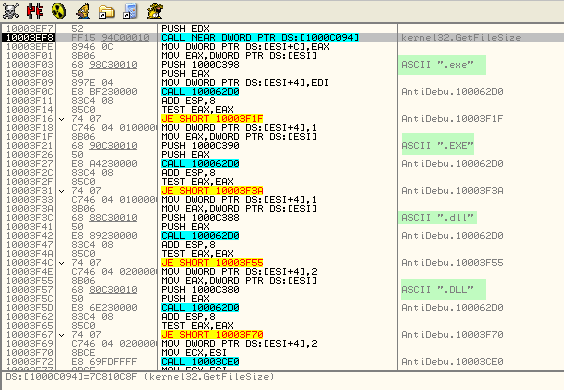 10003EF7 52 PUSH EDX
10003EF8 FF15 94C00010 CALL NEAR DWORD PTR DS:[1000C094] kernel32.GetFileSize
10003EFE 8946 0C MOV DWORD PTR DS:[ESI+C],EAX
10003F01 8B06 MOV EAX,DWORD PTR DS:[ESI]
10003F03 68 98C30010 PUSH 1000C398 ASCII ".exe"
10003F08 50 PUSH EAX
10003F09 897E 04 MOV DWORD PTR DS:[ESI+4],EDI
10003F0C E8 BF230000 CALL 100062D0 AntiDebu.100062D0
10003F11 83C4 08 ADD ESP,8
10003F14 85C0 TEST EAX,EAX
10003F16 74 07 JE SHORT 10003F1F AntiDebu.10003F1F
10003F18 C746 04 0100000 MOV DWORD PTR DS:[ESI+4],1
10003F1F 8B06 MOV EAX,DWORD PTR DS:[ESI]
10003F21 68 90C30010 PUSH 1000C390 ASCII ".EXE"
10003F26 50 PUSH EAX
10003F27 E8 A4230000 CALL 100062D0 AntiDebu.100062D0
10003F2C 83C4 08 ADD ESP,8
10003F2F 85C0 TEST EAX,EAX
10003F31 74 07 JE SHORT 10003F3A AntiDebu.10003F3A
10003F33 C746 04 0100000 MOV DWORD PTR DS:[ESI+4],1
10003F3A 8B06 MOV EAX,DWORD PTR DS:[ESI]
10003F3C 68 88C30010 PUSH 1000C388 ASCII ".dll"
10003F41 50 PUSH EAX
10003F42 E8 89230000 CALL 100062D0 AntiDebu.100062D0
10003F47 83C4 08 ADD ESP,8
10003F4A 85C0 TEST EAX,EAX
10003F4C 74 07 JE SHORT 10003F55 AntiDebu.10003F55
10003F4E C746 04 0200000 MOV DWORD PTR DS:[ESI+4],2
10003F55 8B06 MOV EAX,DWORD PTR DS:[ESI]
10003F57 68 80C30010 PUSH 1000C380 ASCII ".DLL"
10003F5C 50 PUSH EAX
10003F5D E8 6E230000 CALL 100062D0 AntiDebu.100062D0
10003F62 83C4 08 ADD ESP,8
10003F65 85C0 TEST EAX,EAX
10003F67 74 07 JE SHORT 10003F70 AntiDebu.10003F70
10003F69 C746 04 0200000 MOV DWORD PTR DS:[ESI+4],2
10003F70 8BCE MOV ECX,ESI
10003F72 E8 69FDFFFF CALL 10003CE0 AntiDebu.10003CE0
DS:[1000C094]=7C810C8F (kernel32.GetFileSize)